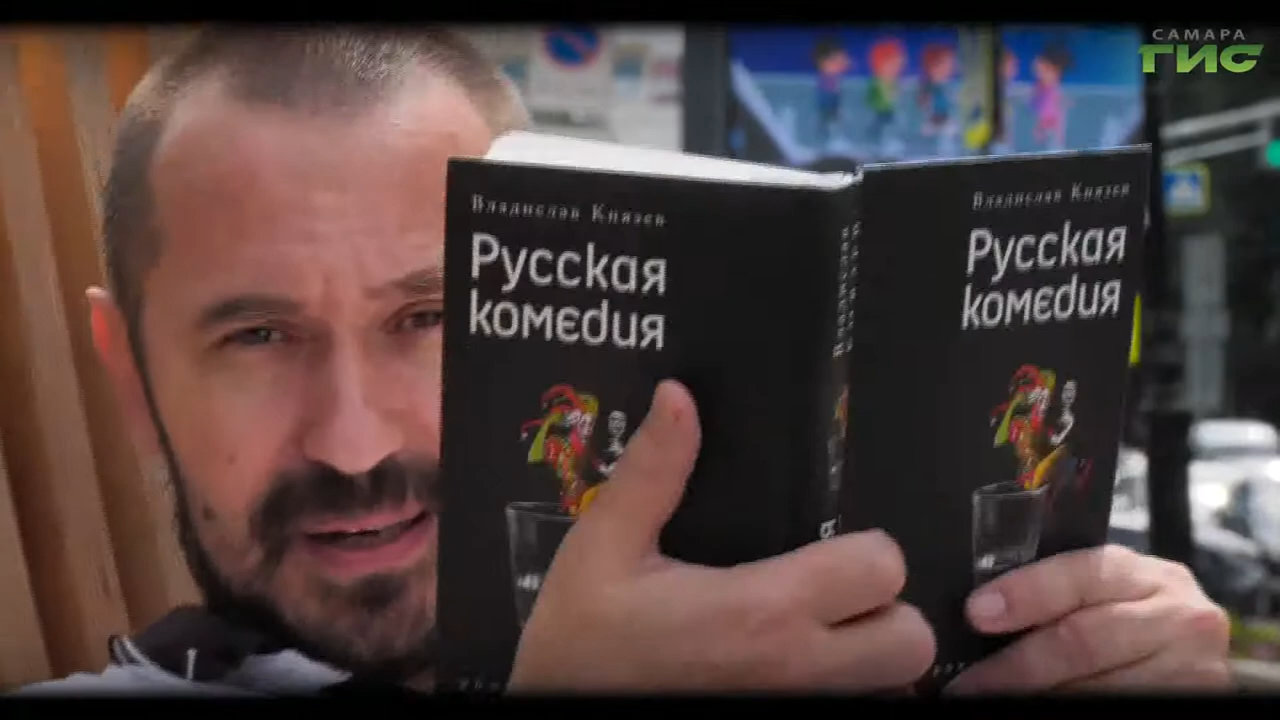 САМАРА
ГИС
Владислав Князев
Русская
комедия
Владислав Князев
Русская
комедия